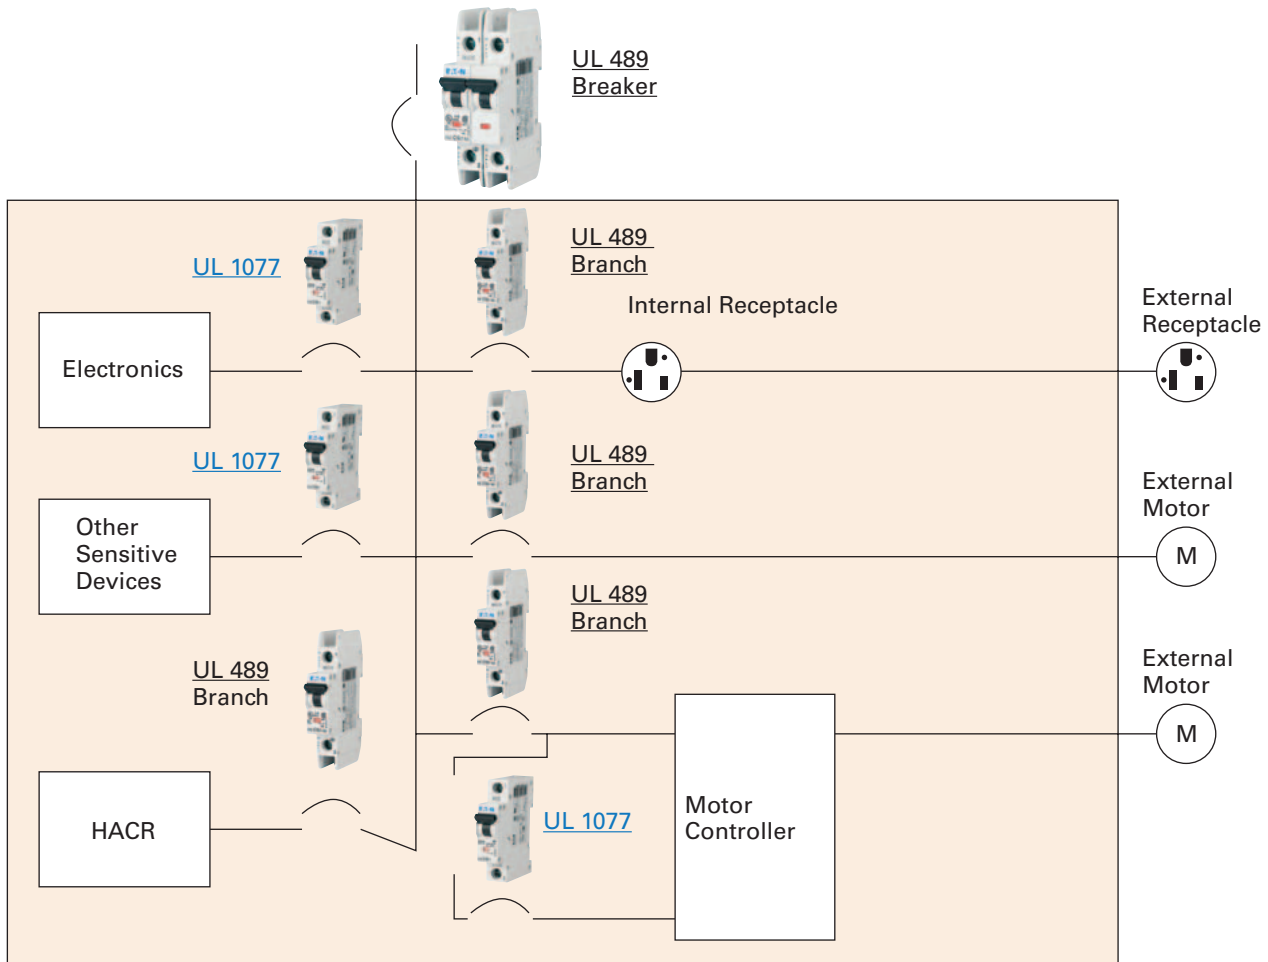 UL 489
Breaker
UL 489
Branch
UL 1077
Internal Receptacle
External
Receptacle
Electronics
UL 1077
UL 489
Branch
External
Motor
Other
Sensitive
Devices
M
UL 489
Branch
UL 489
Branch
External
Motor
M
HACR
UL 1077
Motor
Controller